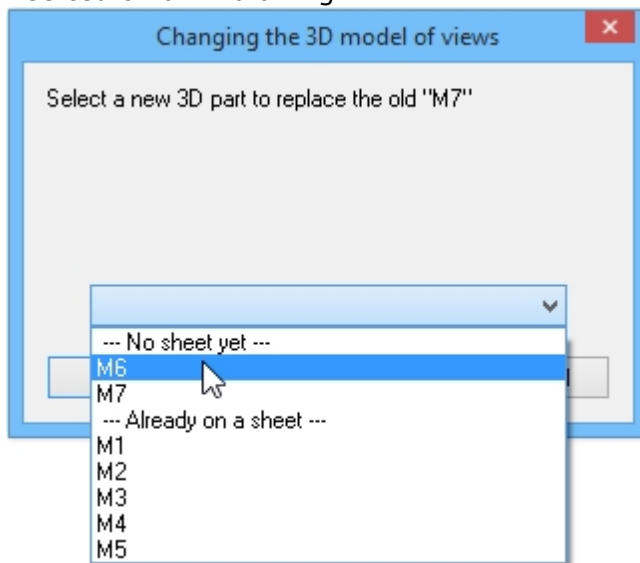 Changing the 3D model of views
Select a new 3D part to replace the old "M7"
--- No sheet yet ---
M6
M7
--- Already on a sheet ---
M1
M2
M3
M4
M5